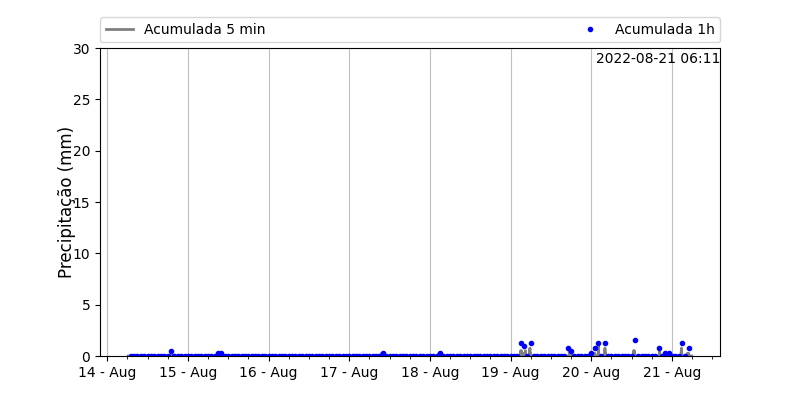 Acumulada 5 min
Acumulada 1h
2022-08-21 06:11
Precipitação (mm)
30
25
20
15
10
5
0
14 - Aug
15 - Aug
16 - Aug
17 - Aug
18 - Aug
19 - Aug
20 - Aug
21 - Aug